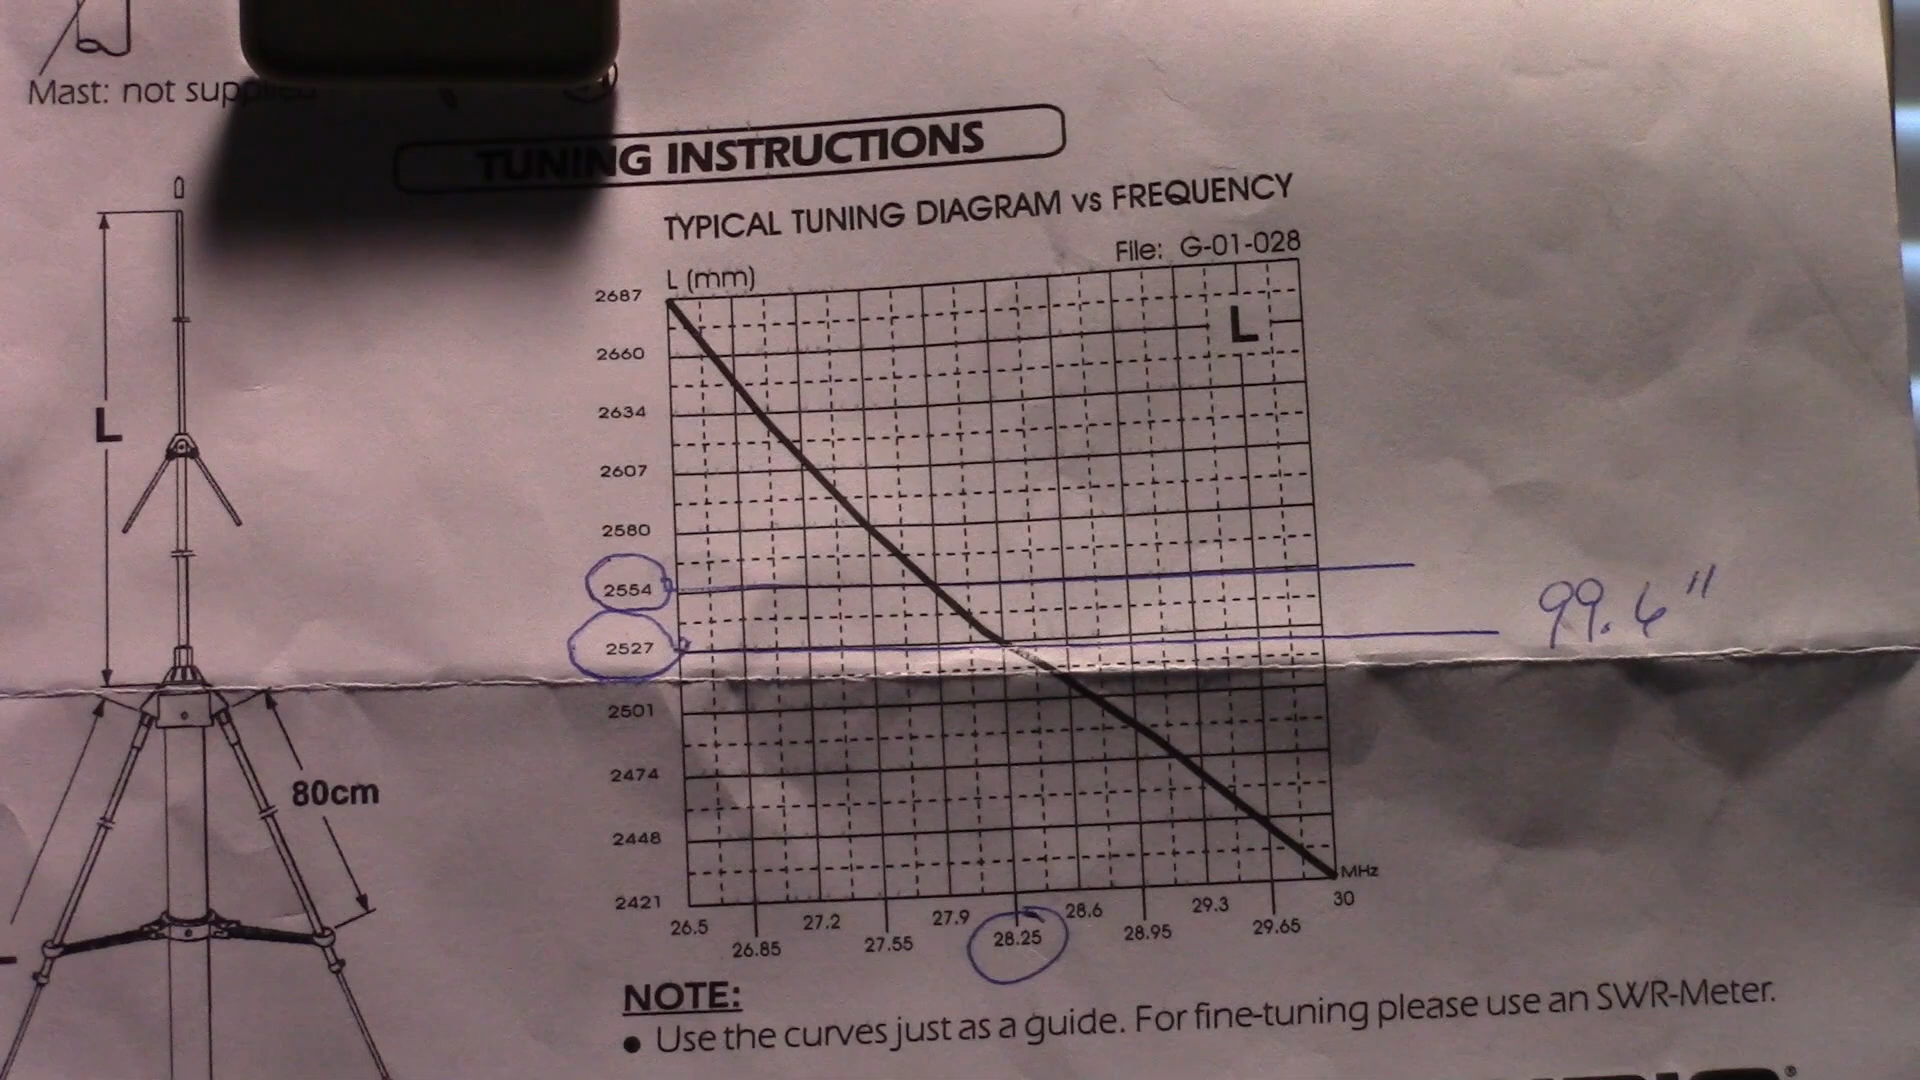 Mast: not supplied
TUNING INSTRUCTIONS
TYPICAL TUNING DIAGRAM vs FREQUENCY
File: G-01-028
L (mm)
2687
2660
2634
2607
2580
2554
2527
2501
2474
2448
2421
L
L
99.6"
80cm
MHz
26.5
26.85
27.2
27.55
27.9
28.25
28.6
28.95
29.3
29.65
30
NOTE:
● Use the curves just as a guide. For fine-tuning please use an SWR-Meter.